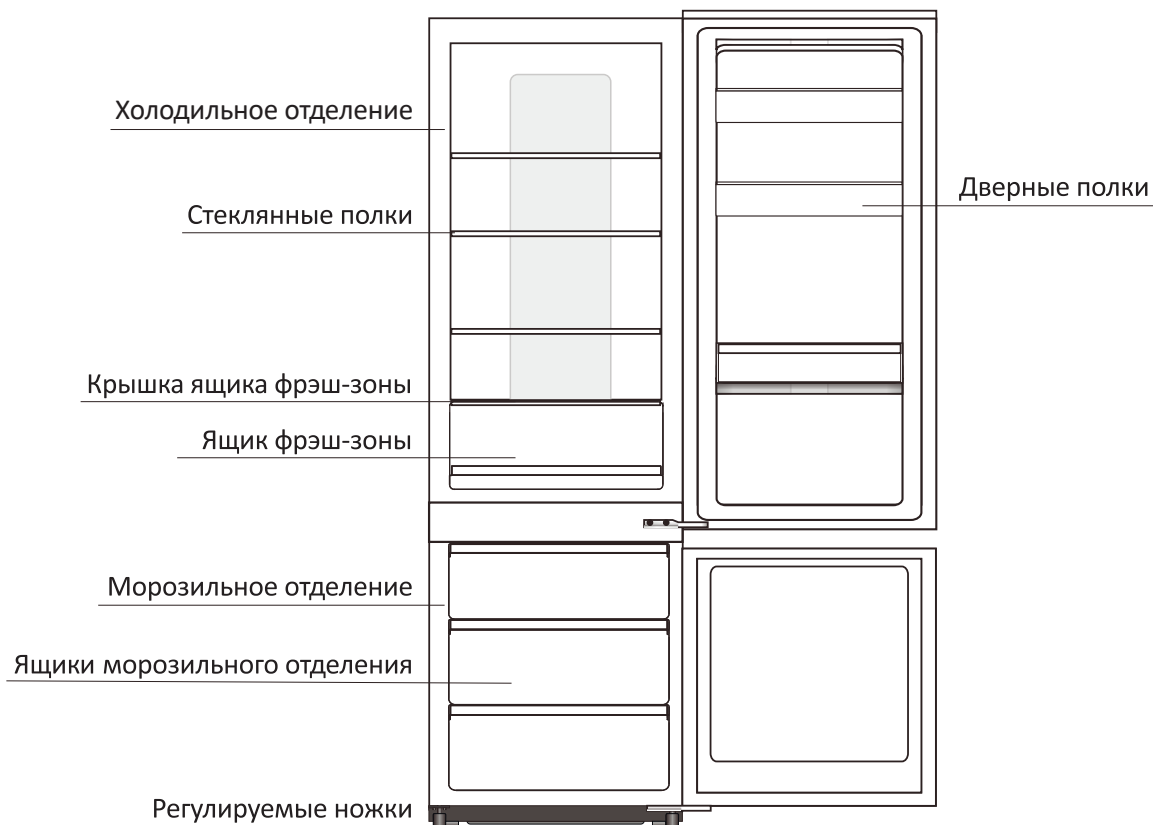 Холодильное отделение
Дверные полки
Стеклянные полки
Крышка ящика фрэш-зоны
Ящик фрэш-зоны
Морозильное отделение
Ящики морозильного отделения
Регулируемые ножки